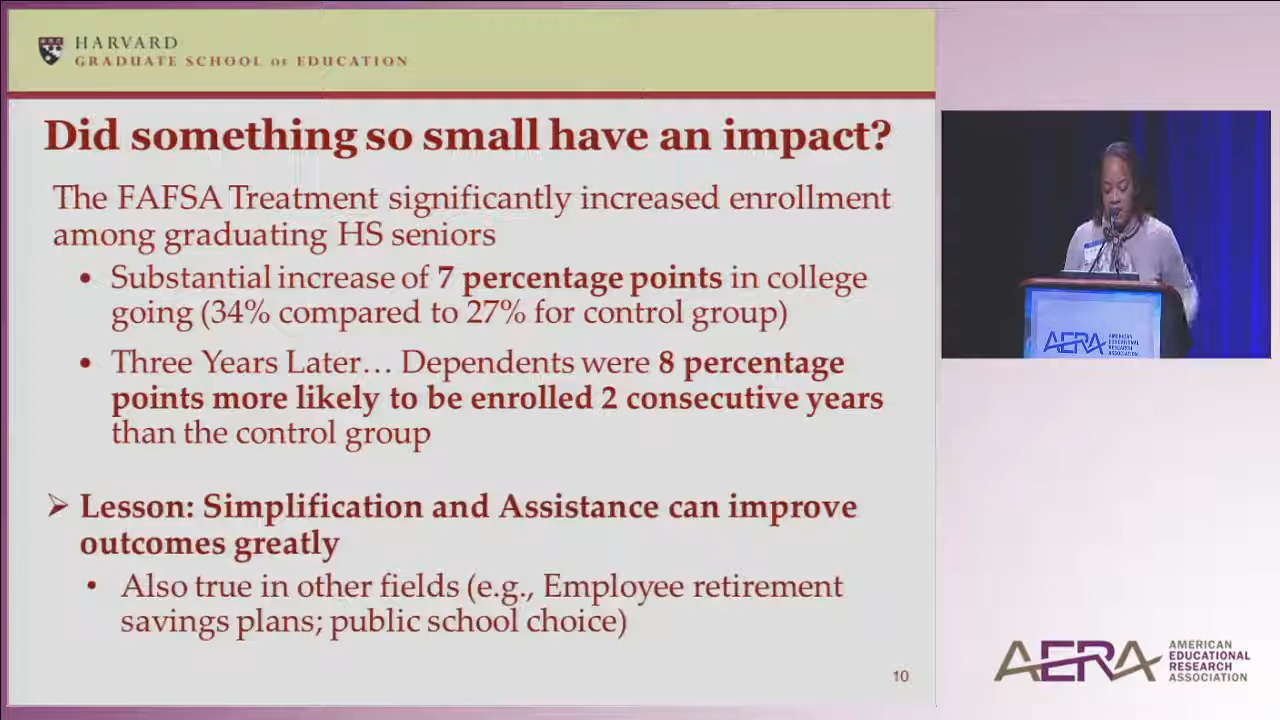 HARVARD
GRADUATE SCHOOL OF EDUCATION
Did something so small have an impact?
The FAFSA Treatment significantly increased enrollment
among graduating HS seniors
• Substantial increase of 7 percentage points in college
going (34% compared to 27% for control group)
• Three Years Later… Dependents were 8 percentage
points more likely to be enrolled 2 consecutive years
than the control group
➢ Lesson: Simplification and Assistance can improve
outcomes greatly
• Also true in other fields (e.g., Employee retirement
savings plans; public school choice)
10
AERA
AMERICAN
EDUCATIONAL
RESEARCH
ASSOCIATION
AERA
AMERICAN
EDUCATIONAL
RESEARCH
ASSOCIATION